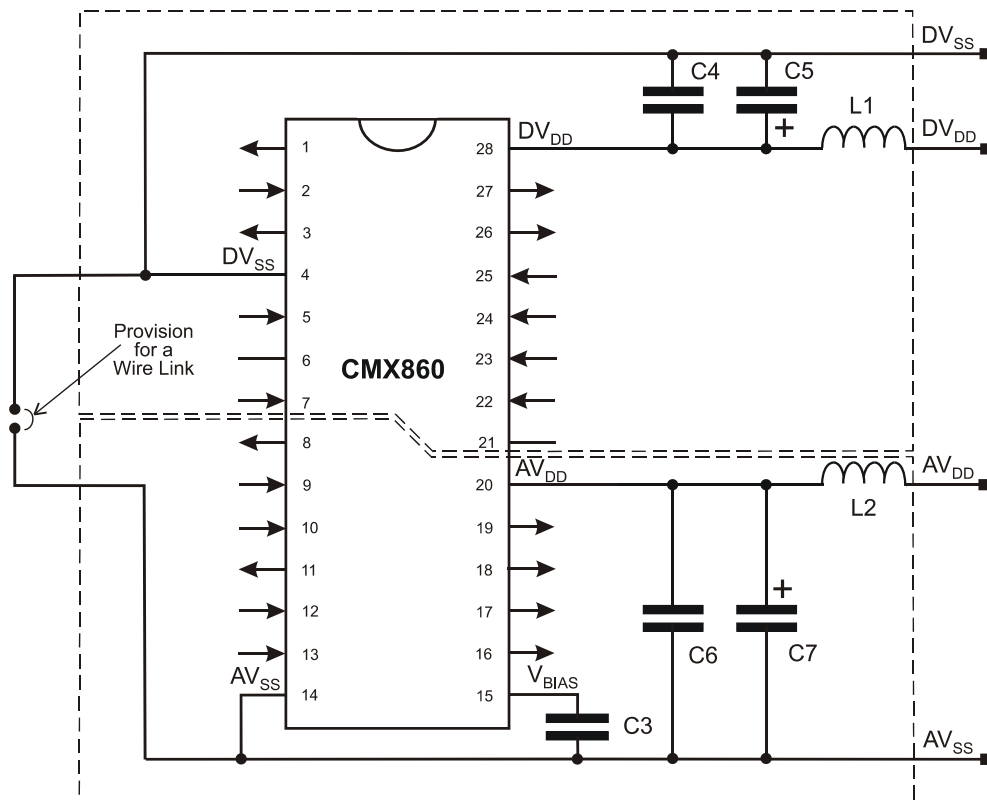 DVSS
C4 C5
L1
DVDD
DVDD
1 28
2 27
3 26
DVSS
4 25
5 24
Provision
for a
Wire Link
6 23
CMX860
7 22
8 21
AVDD
AVDD
9 20
L2
10 19
11 18
12 17
+
+
13 16
C6 C7
AVSS
VBIAS
14 15
C3
AVSS